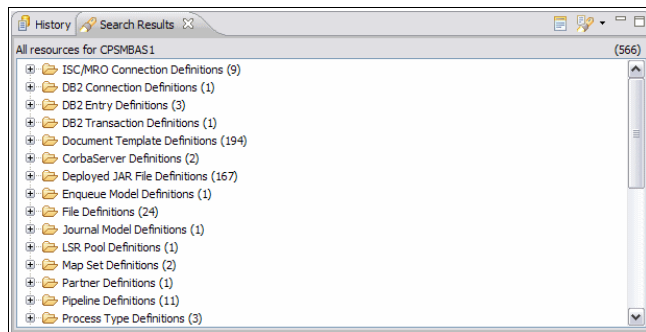 History Search Results
All resources for CPSMBAS1 (566)
ISC/MRO Connection Definitions (9)
DB2 Connection Definitions (1)
DB2 Entry Definitions (3)
DB2 Transaction Definitions (1)
Document Template Definitions (194)
CorbaServer Definitions (2)
Deployed JAR File Definitions (167)
Enqueue Model Definitions (1)
File Definitions (24)
Journal Model Definitions (1)
LSR Pool Definitions (1)
Map Set Definitions (2)
Partner Definitions (1)
Pipeline Definitions (11)
Process Type Definitions (3)